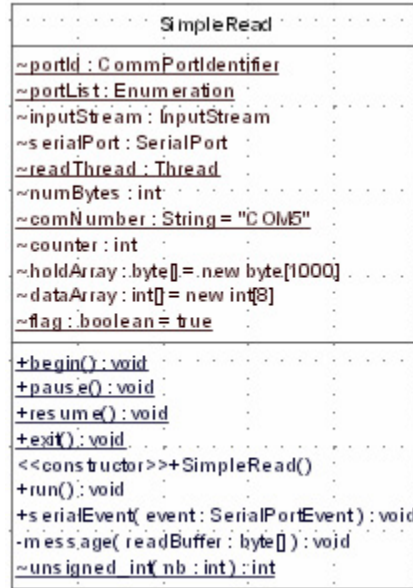 SimpleRead
~portId : CommPortIdentifier
~portList : Enumeration
~inputStream : InputStream
~serialPort : SerialPort
~readThread : Thread
~numBytes : int
~comNumber : String = "COM5"
~counter : int
~holdArray : byte[] = new byte[1000]
~dataArray : int[] = new int[8]
~flag : boolean = true
+begin() : void
+pause() : void
+resume() : void
+exit() : void
<<constructor>>+SimpleRead()
+run() : void
+serialEvent( event : SerialPortEvent ) : void
-message( readBuffer : byte[] ) : void
~unsigned_int( nb : int ) : int